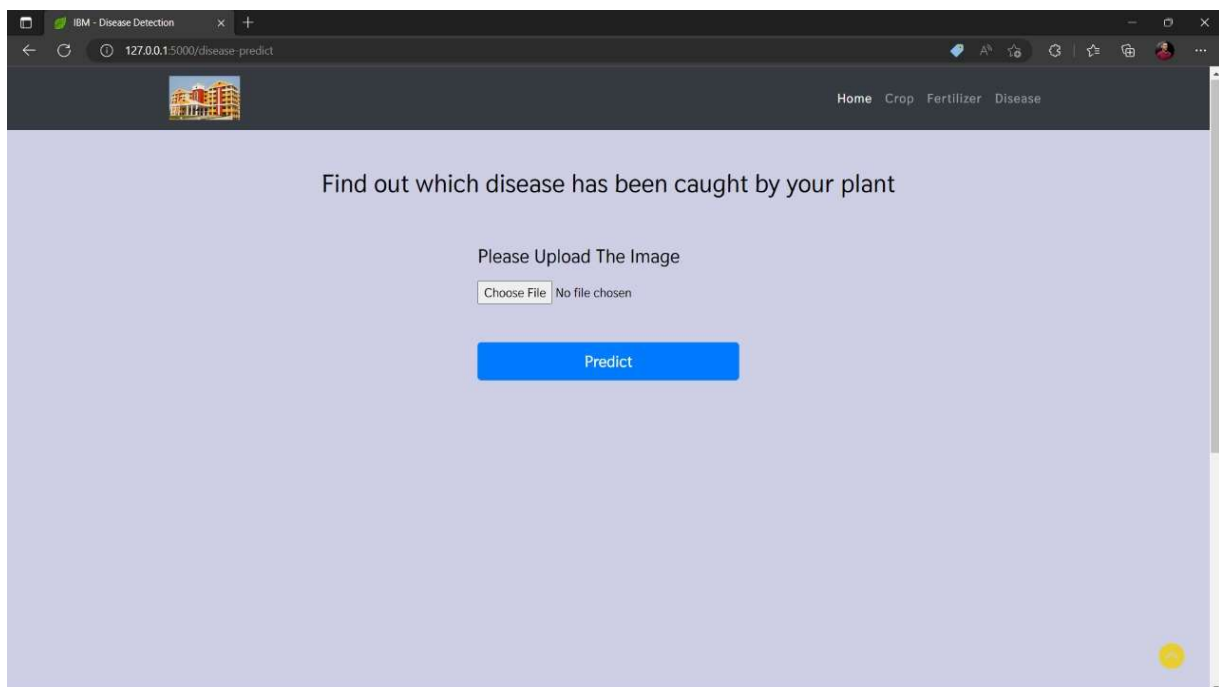 IBM - Disease Detection
127.0.0.1:5000/disease-predict
Home Crop Fertilizer Disease
Find out which disease has been caught by your plant
Please Upload The Image
Choose File No file chosen
Predict